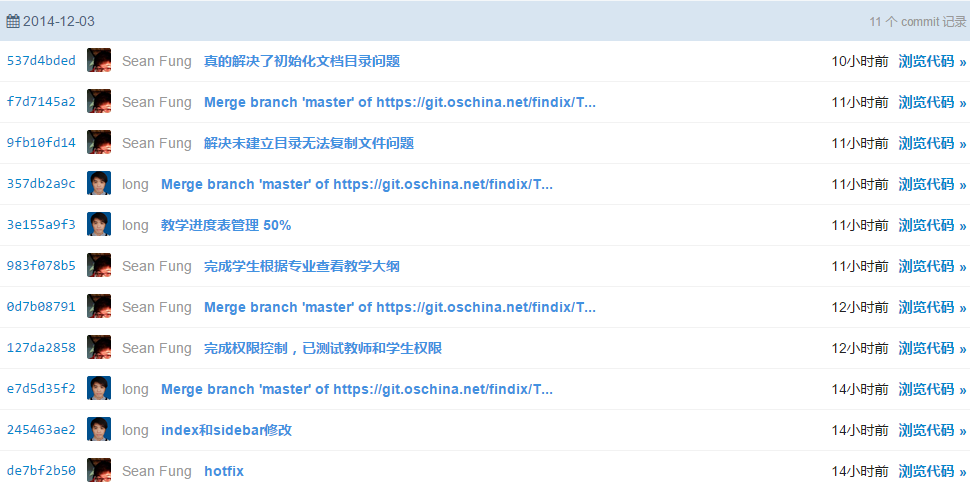 2014-12-03 11 个 commit 记录
537d4bded Sean Fung 真的解决了初始化文档目录问题 10小时前 浏览代码 »
f7d7145a2 Sean Fung Merge branch 'master' of https://git.oschina.net/findix/T... 11小时前 浏览代码 »
9fb10fd14 Sean Fung 解决未建立目录无法复制文件问题 11小时前 浏览代码 »
357db2a9c long Merge branch 'master' of https://git.oschina.net/findix/T... 11小时前 浏览代码 »
3e155a9f3 long 教学进度表管理 50% 11小时前 浏览代码 »
983f078b5 Sean Fung 完成学生根据专业查看教学大纲 11小时前 浏览代码 »
0d7b08791 Sean Fung Merge branch 'master' of https://git.oschina.net/findix/T... 12小时前 浏览代码 »
127da2858 Sean Fung 完成权限控制，已测试教师和学生权限 12小时前 浏览代码 »
e7d5d35f2 long Merge branch 'master' of https://git.oschina.net/findix/T... 14小时前 浏览代码 »
245463ae2 long index和sidebar修改 14小时前 浏览代码 »
de7bf2b50 Sean Fung hotfix 14小时前 浏览代码 »